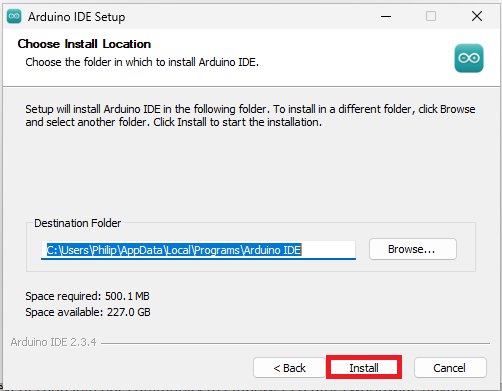 Arduino IDE Setup
Choose Install Location
Choose the folder in which to install Arduino IDE.
Setup will install Arduino IDE in the following folder. To install in a different folder, click Browse
and select another folder. Click Install to start the installation.
Destination Folder
C:\Users\Philip\AppData\Local\Programs\Arduino IDE
Browse...
Space required: 500.1 MB
Space available: 227.0 GB
Arduino IDE 2.3.4
< Back Install Cancel